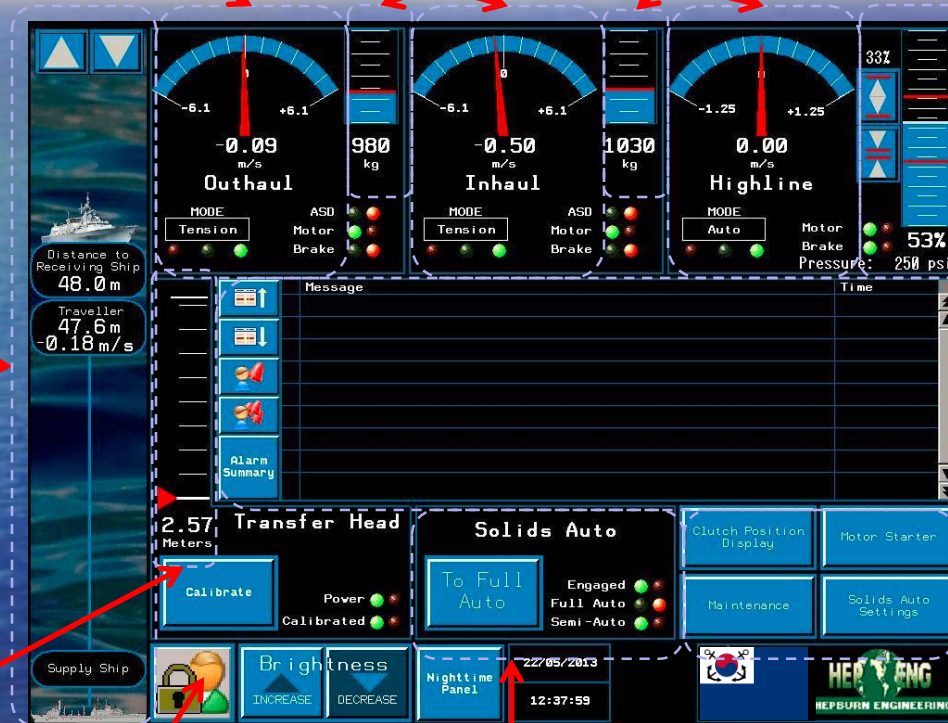 33%
0
0
-6.1
+6.1
-6.1
+6.1
-1.25
+1.25
-0.09
m/s
980
kg
-0.50
m/s
1030
kg
0.00
m/s
Outhaul
Inhaul
Highline
MODE
Tension
ASD
Motor
Brake
MODE
Tension
ASD
Motor
Brake
MODE
Auto
Motor
Brake
53%
Pressure: 250 psi
Distance to
Receiving Ship
48.0 m
Traveller
47.6 m
-0.18 m/s
Message
Time
Alarm
Summary
2.57
Meters
Transfer Head
Calibrate
Power
Calibrated
Solids Auto
To Full
Auto
Engaged
Full Auto
Semi-Auto
Clutch Position
Display
Motor Starter
Maintenance
Solids Auto
Settings
Supply Ship
Brightness
INCREASE
DECREASE
Nighttime
Panel
22/05/2013
12:37:59
HEP ENG
HEPBURN ENGINEERING